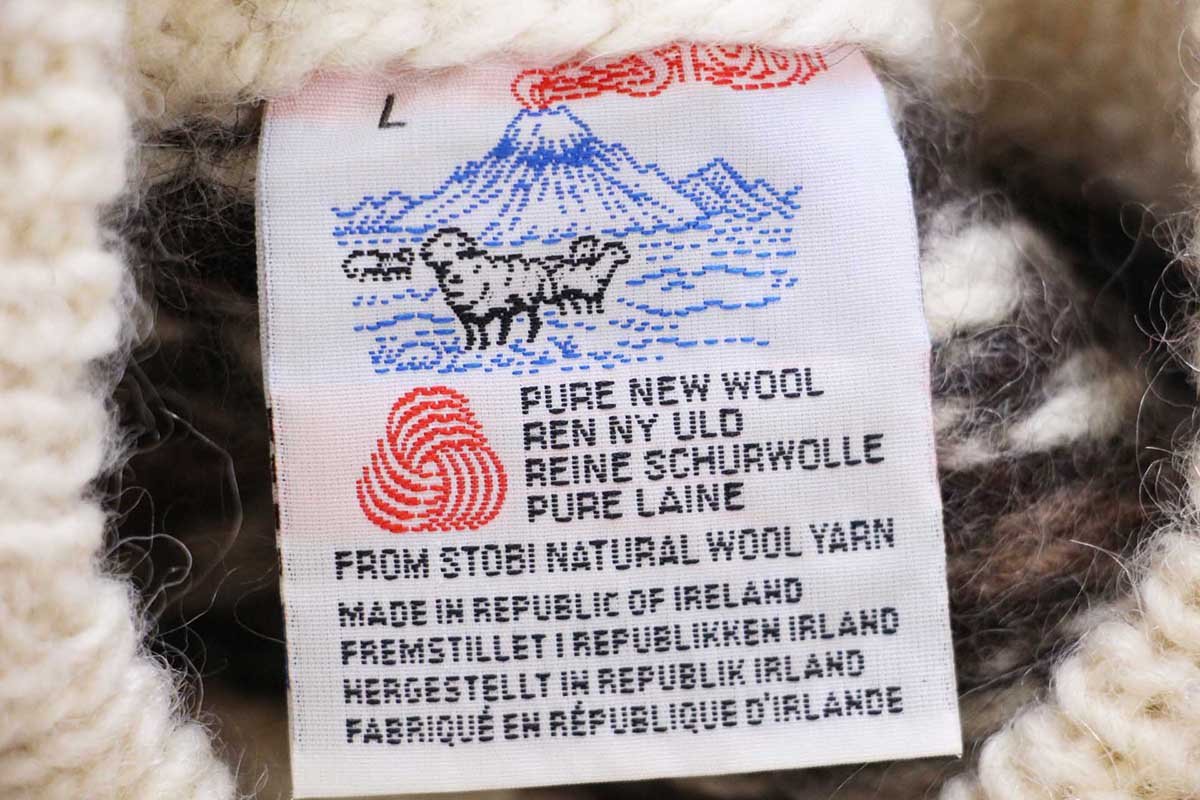 L
PURE NEW WOOL
REN NY ULD
REINE SCHURWOLLE
PURE LAINE
FROM STOBI NATURAL WOOL YARN
MADE IN REPUBLIC OF IRELAND
FREMSTILLET I REPUBLIKKEN IRLAND
HERGESTELLT IN REPUBLIK IRLAND
FABRIQUÉ EN RÉPUBLIQUE D'IRLANDE